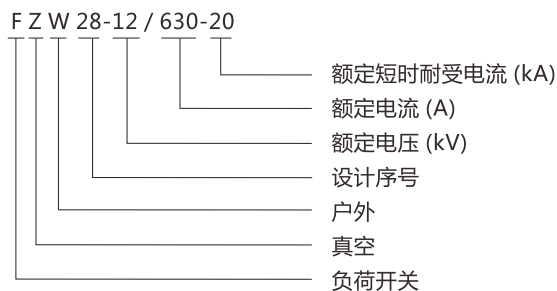 F Z W 28-12 / 630-20
额定短时耐受电流 (kA)
额定电流 (A)
额定电压 (kV)
设计序号
户外
真空
负荷开关